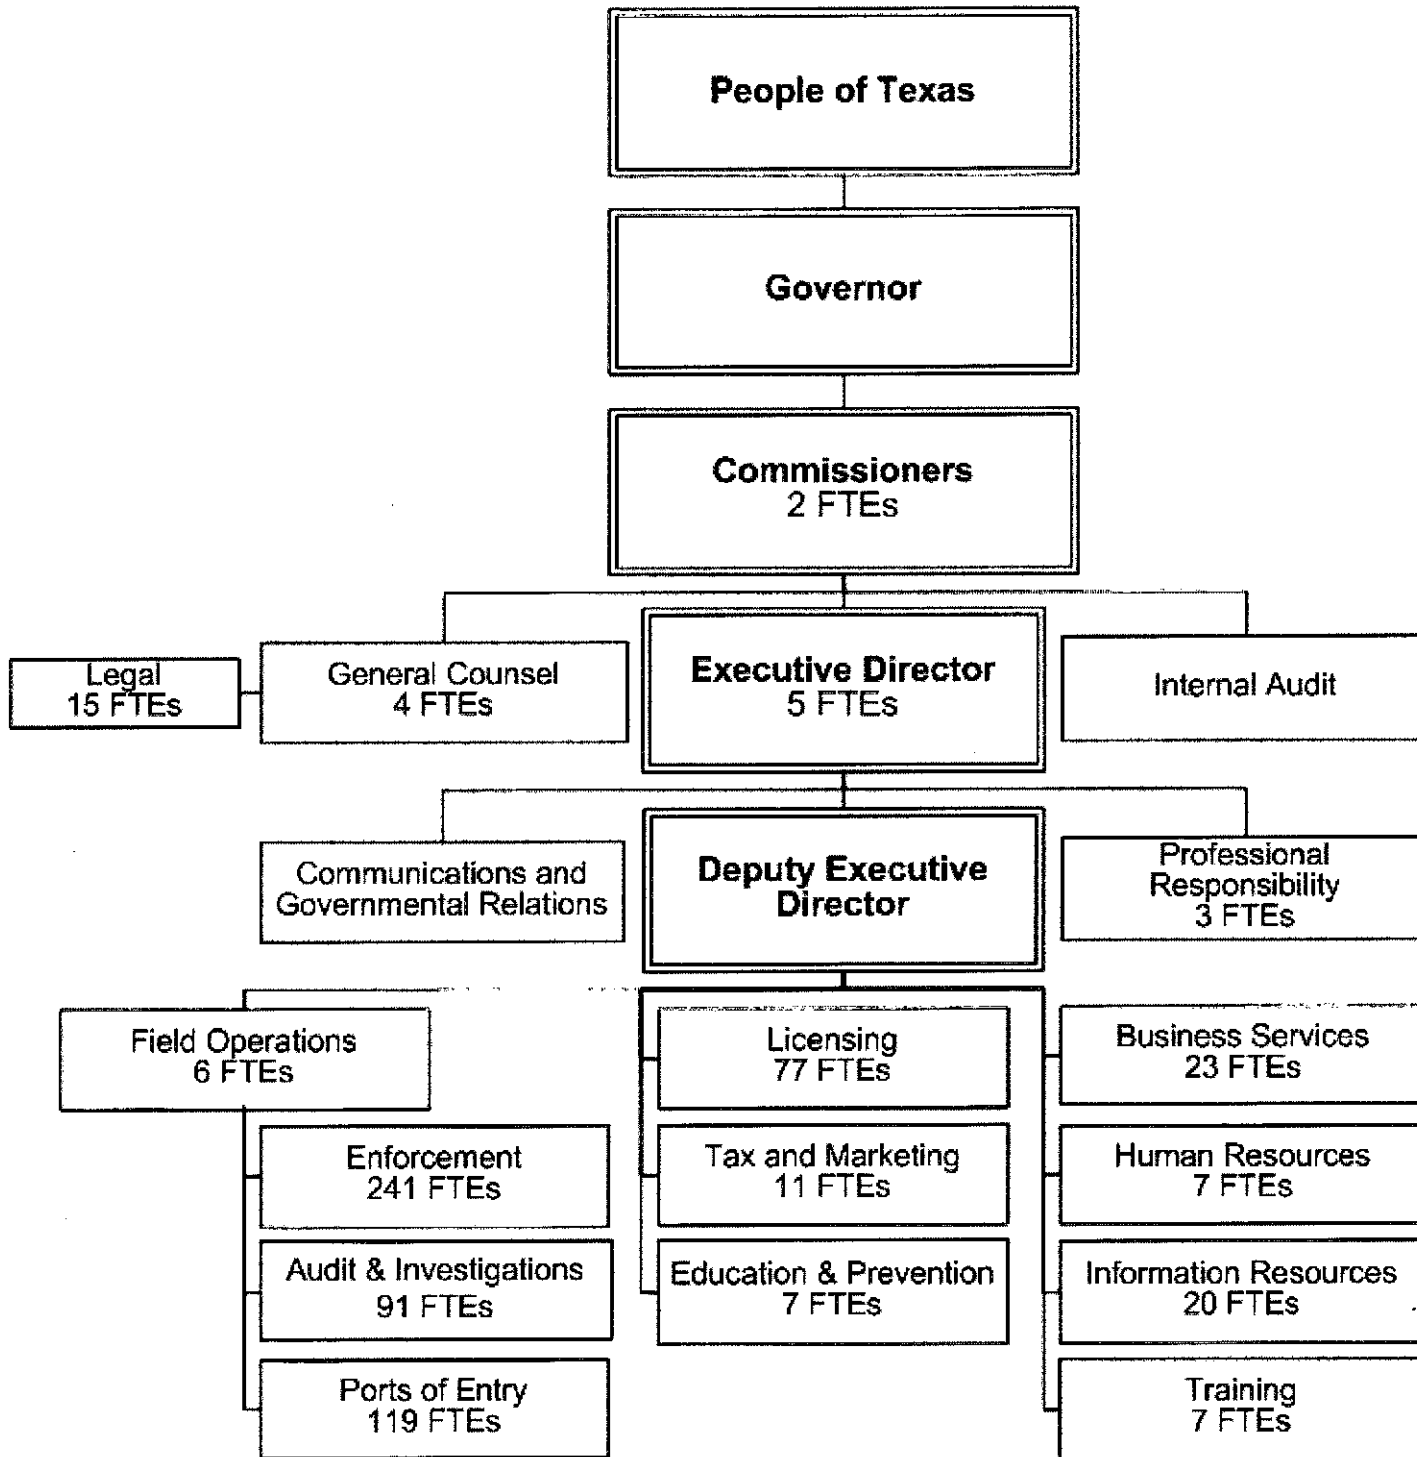 People of Texas
Governor
Commissioners
2 FTEs
Legal
15 FTEs
General Counsel
4 FTEs
Executive Director
5 FTEs
Internal Audit
Communications and
Governmental Relations
Deputy Executive
Director
Professional
Responsibility
3 FTEs
Field Operations
6 FTEs
Enforcement
241 FTEs
Audit & Investigations
91 FTEs
Ports of Entry
119 FTEs
Licensing
77 FTEs
Tax and Marketing
11 FTEs
Education & Prevention
7 FTEs
Business Services
23 FTEs
Human Resources
7 FTEs
Information Resources
20 FTEs
Training
7 FTEs